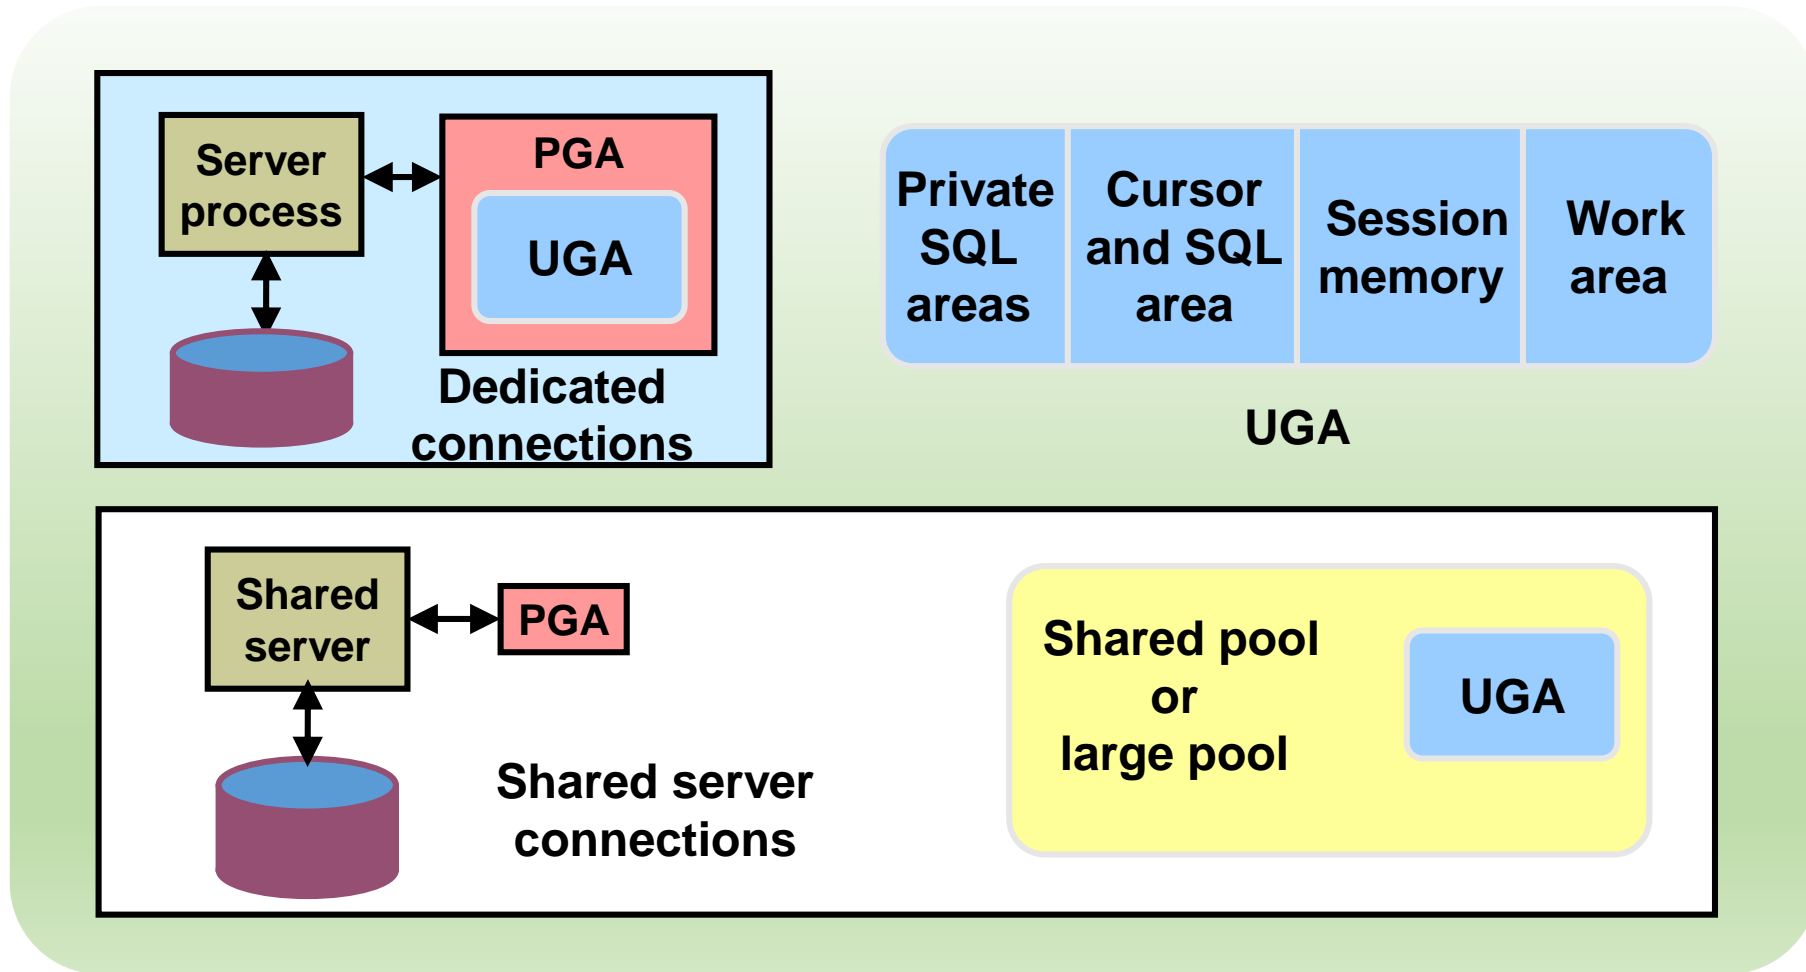 Server
process
PGA
UGA
Dedicated
connections
Private
SQL
areas
Cursor
and SQL
area
Session
memory
Work
area
UGA
Shared
server
PGA
Shared server
connections
Shared pool
or
large pool
UGA